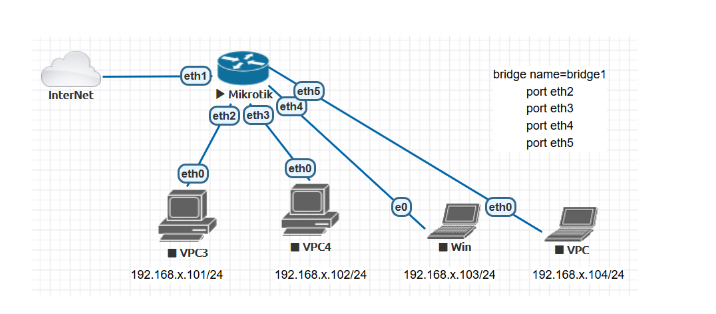 bridge name=bridge1
port eth2
port eth3
port eth4
port eth5
InterNet
eth1
▶ Mikrotik
eth5
eth4
eth2
eth3
eth0
eth0
e0
eth0
■ VPC3
■ VPC4
■ Win
■ VPC
192.168.x.101/24
192.168.x.102/24
192.168.x.103/24
192.168.x.104/24